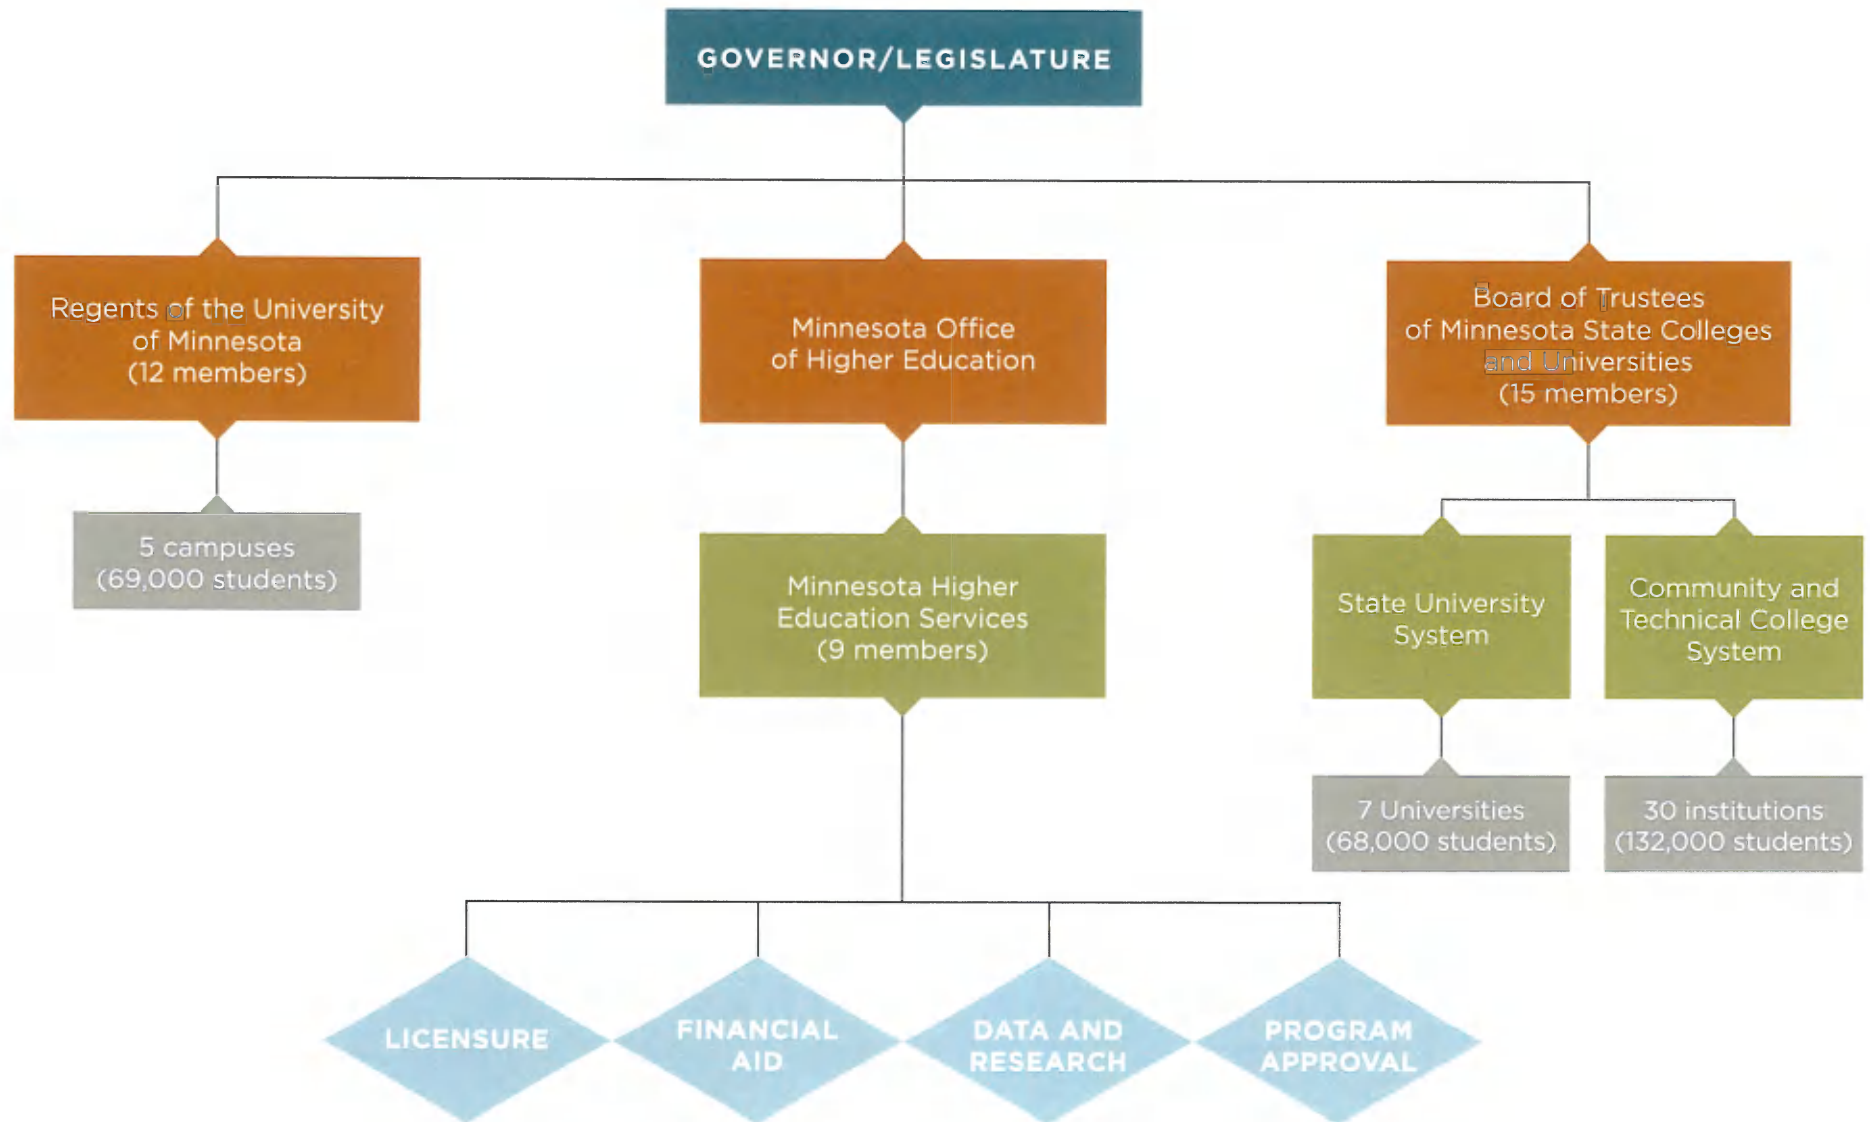 GOVERNOR/LEGISLATURE
Regents of the University
of Minnesota
(12 members)
Minnesota Office
of Higher Education
Board of Trustees
of Minnesota State Colleges
and Universities
(15 members)
5 campuses
(69,000 students)
Minnesota Higher
Education Services
(9 members)
State University
System
Community and
Technical College
System
7 Universities
(68,000 students)
30 institutions
(132,000 students)
LICENSURE
FINANCIAL
AID
DATA AND
RESEARCH
PROGRAM
APPROVAL